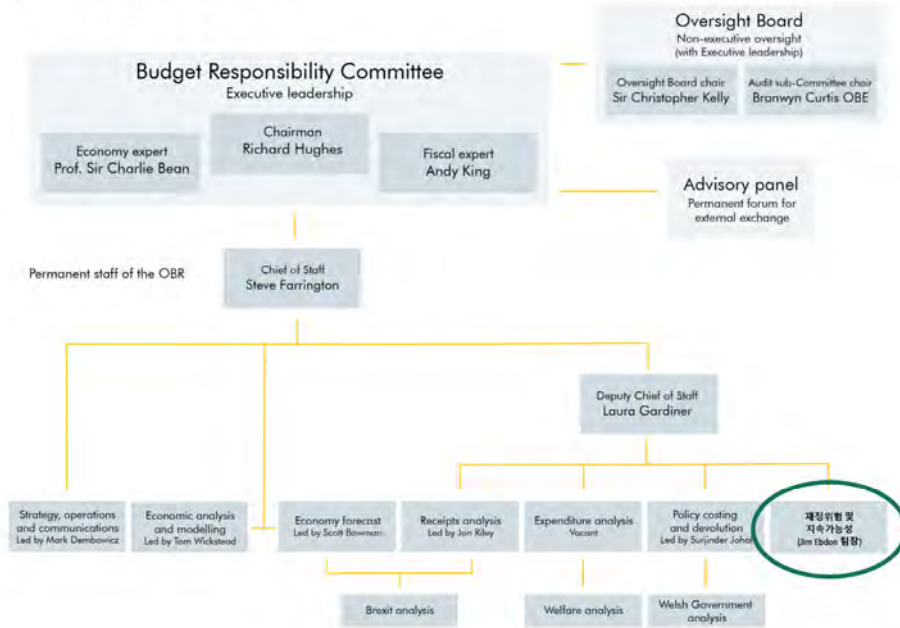 Oversight Board
Non-executive oversight
(with Executive leadership)
Oversight Board chair
Sir Christopher Kelly
Audit sub-Committee chair
Bronwyn Curtis OBE
Budget Responsibility Committee
Executive leadership
Economy expert
Prof. Sir Charlie Bean
Chairman
Richard Hughes
Fiscal expert
Andy King
Advisory panel
Permanent forum for
external exchange
Permanent staff of the OBR
Chief of Staff
Steve Farrington
Deputy Chief of Staff
Laura Gardiner
Strategy, operations
and communications
Led by Mark Dembowicz
Economic analysis
and modelling
Led by Tom Wickstead
Economy forecast
Led by Scott Bowman
Receipts analysis
Led by Jon Riley
Expenditure analysis
Vacant
Policy costing
and devolution
Led by Surjinder Johal
재정위험 및
지속가능성
(Jim Ebdon 팀장)
Brexit analysis
Welfare analysis
Welsh Government
analysis